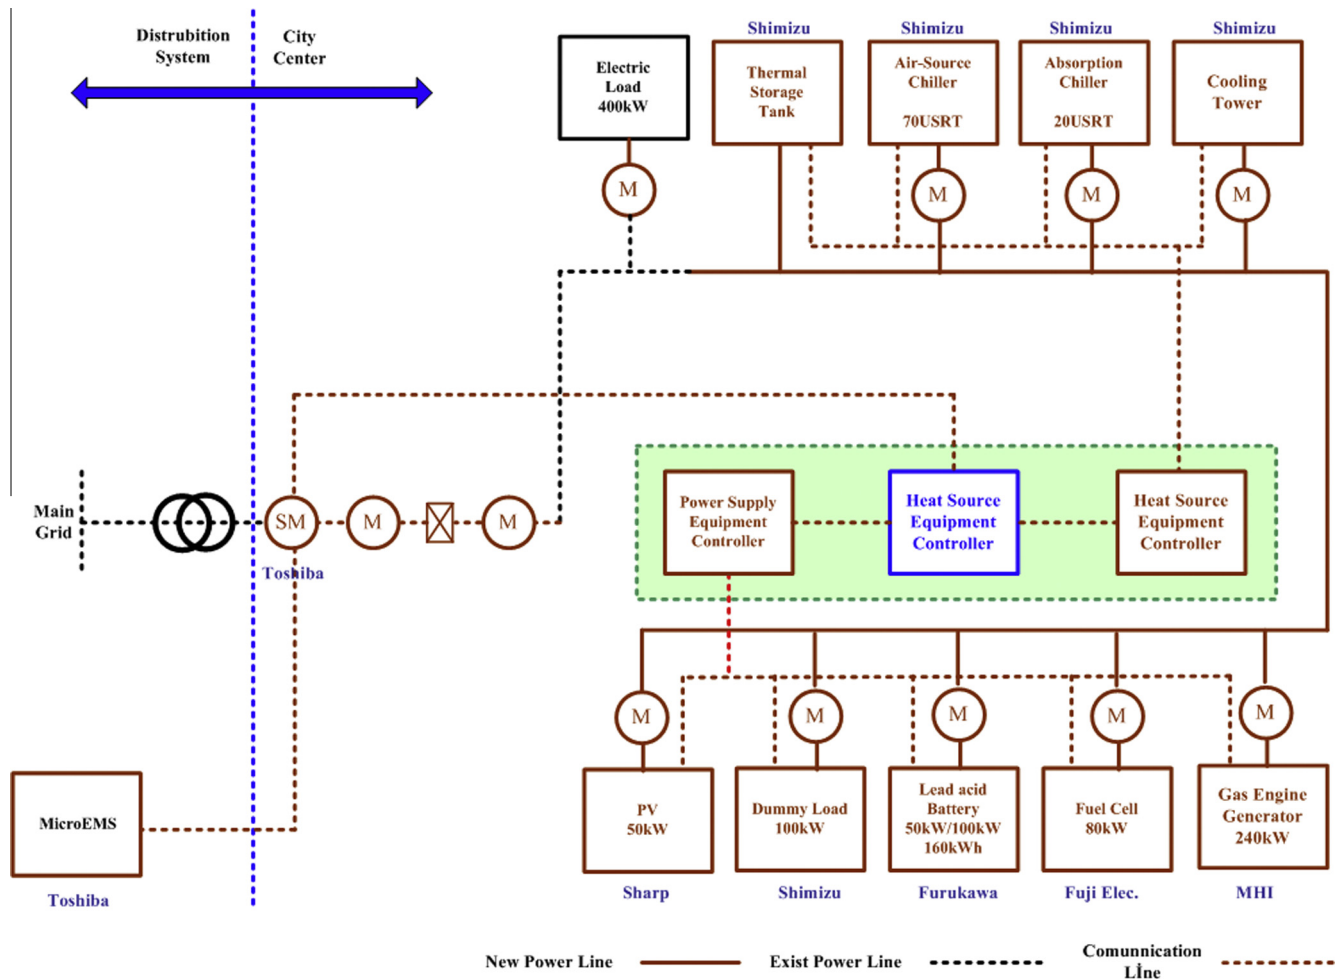 Distrubition
System
City
Center
Shimizu
Shimizu
Shimizu
Shimizu
Electric
Load
400kW
Thermal
Storage
Tank
Air-Source
Chiller
70USRT
Absorption
Chiller
20USRT
Cooling
Tower
M
M
M
M
Main
Grid
SM
M
M
Toshiba
Power Supply
Equipment
Controller
Heat Source
Equipment
Controller
Heat Source
Equipment
Controller
M
M
M
M
M
MicroEMS
Toshiba
PV
50kW
Dummy Load
100kW
Lead acid
Battery
50kW/100kW
160kWh
Fuel Cell
80kW
Gas Engine
Generator
240kW
Sharp
Shimizu
Furukawa
Fuji Elec.
MHI
New Power Line
Exist Power Line
Comunnication
Lİne